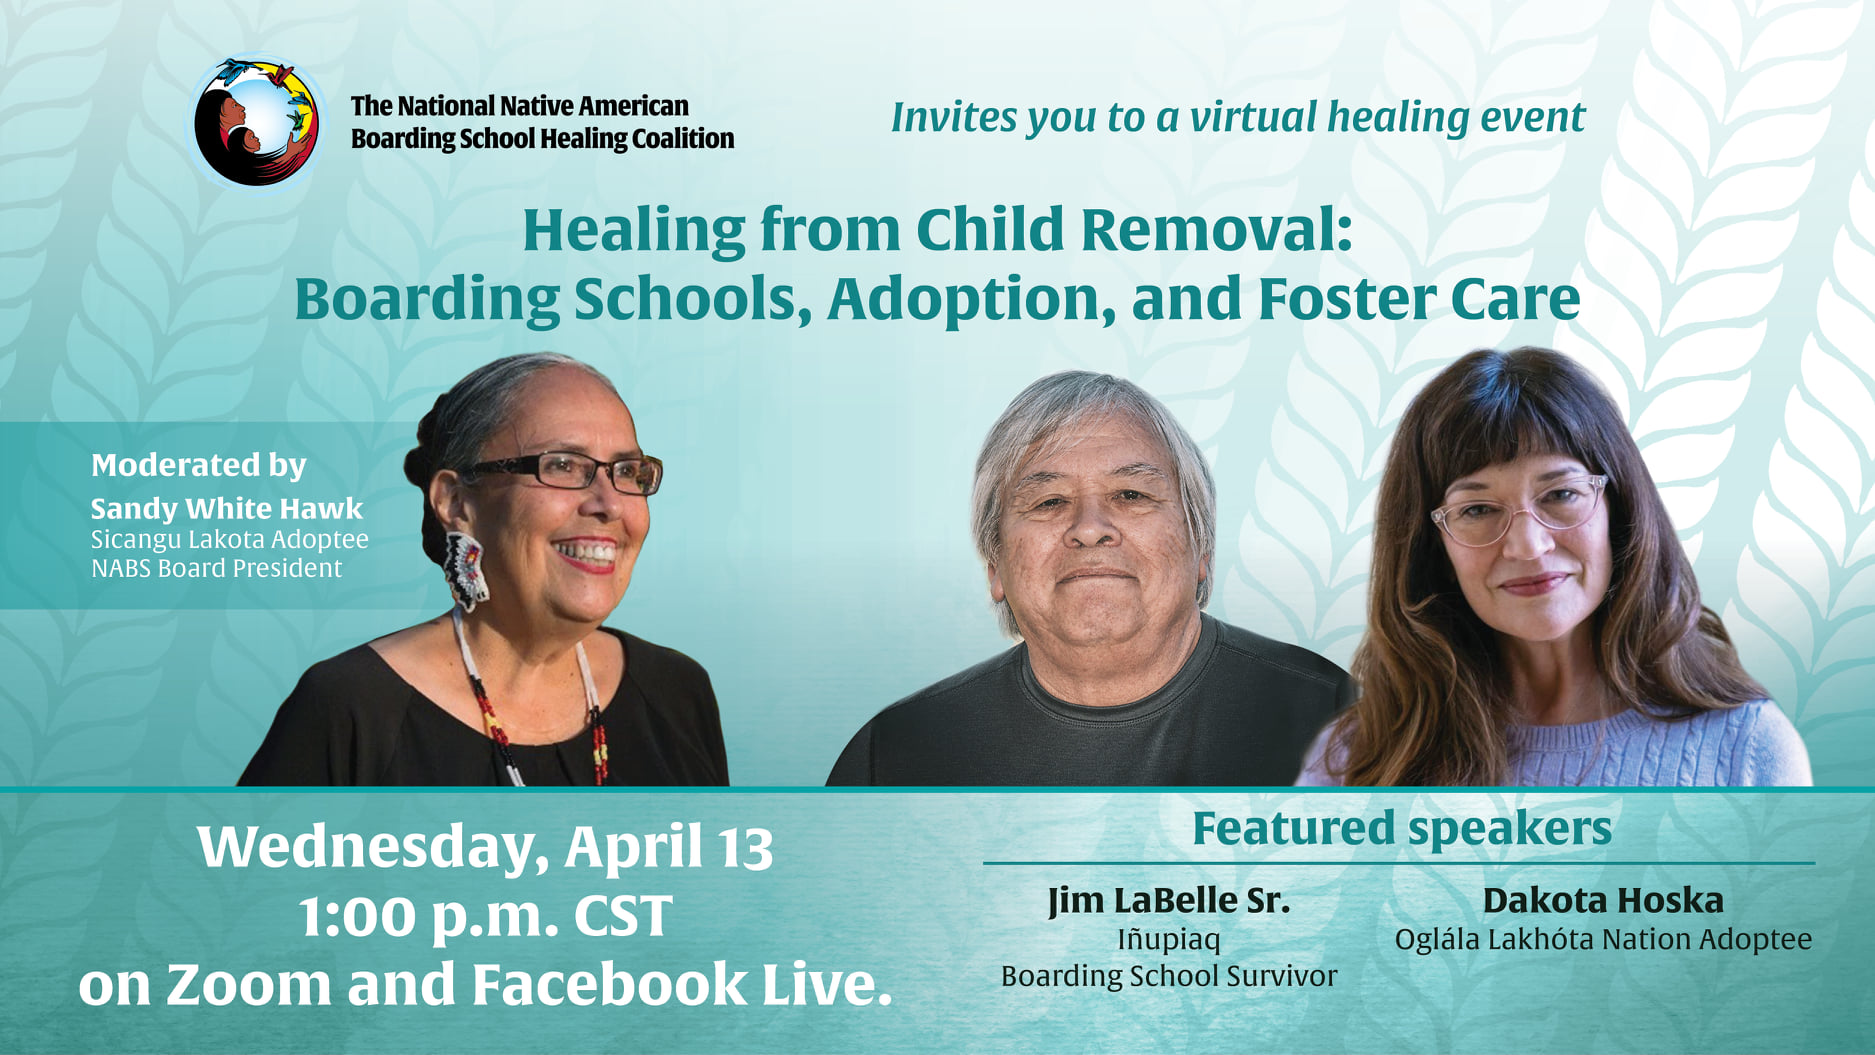 The National Native American
Boarding School Healing Coalition
Invites you to a virtual healing event
Healing from Child Removal:
Boarding Schools, Adoption, and Foster Care
Moderated by
Sandy White Hawk
Sicangu Lakota Adoptee
NABS Board President
Wednesday, April 13
1:00 p.m. CST
on Zoom and Facebook Live.
Featured speakers
Jim LaBelle Sr.
Iñupiaq
Boarding School Survivor
Dakota Hoska
Oglála Lakhóta Nation Adoptee